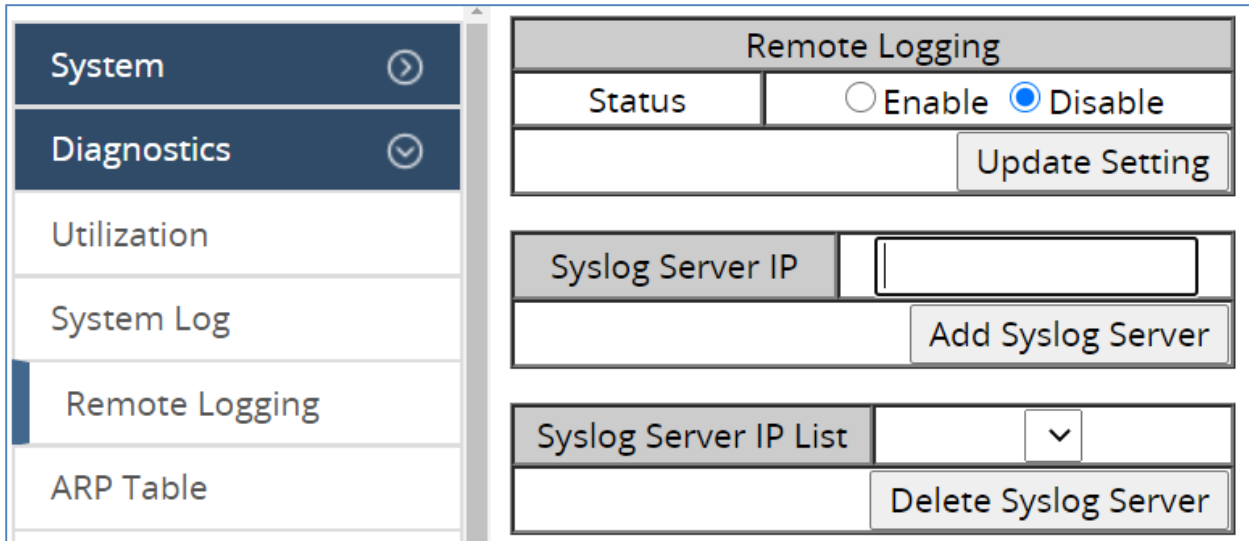 System
Diagnostics
Utilization
System Log
Remote Logging
ARP Table
Remote Logging
Status Enable Disable
Update Setting
Syslog Server IP
Add Syslog Server
Syslog Server IP List
Delete Syslog Server